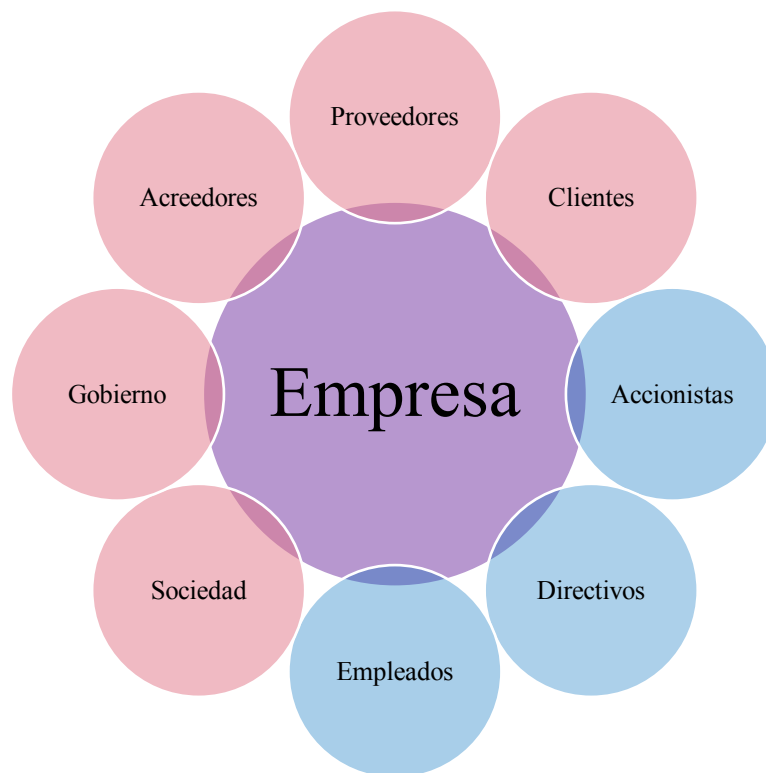 Proveedores
Acreedores
Clientes
Gobierno
Empresa
Accionistas
Sociedad
Directivos
Empleados